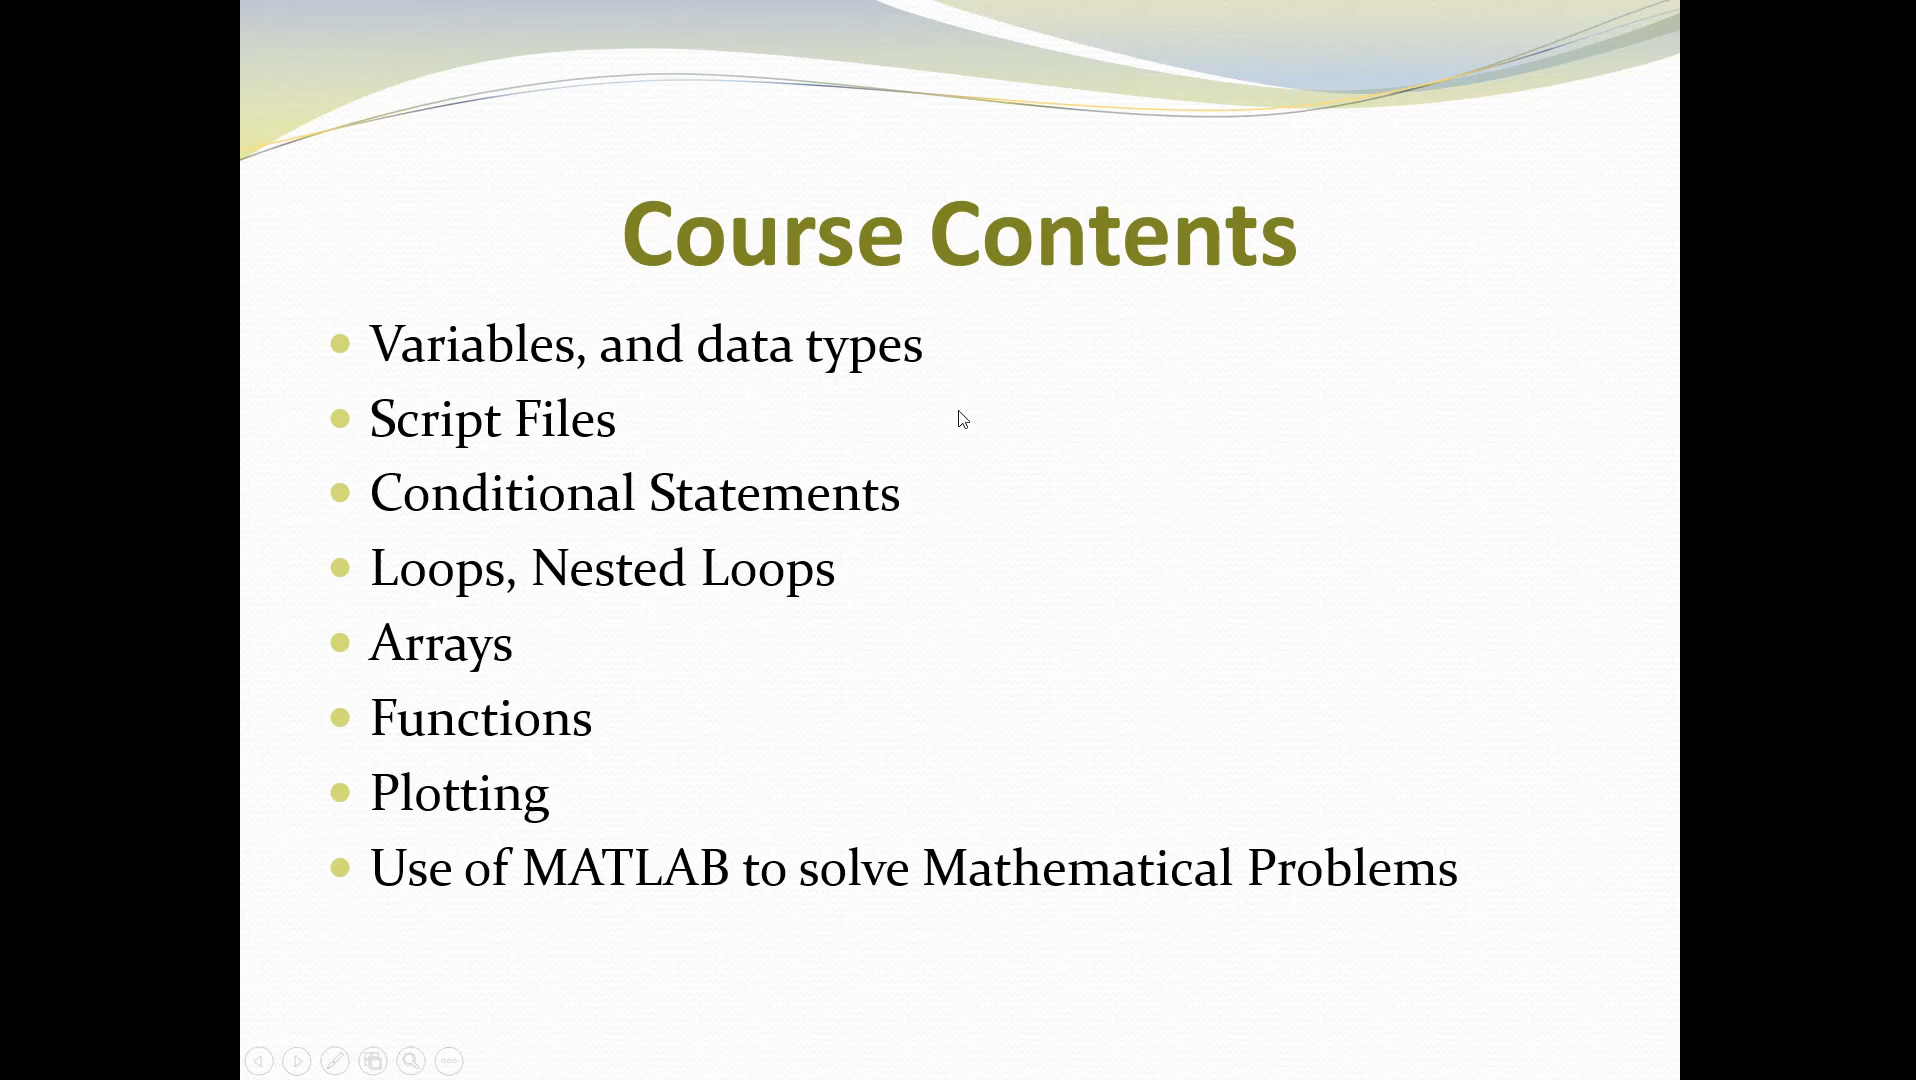 Course Contents
Variables, and data types
Script Files
Conditional Statements
Loops, Nested Loops
Arrays
Functions
Plotting
Use of MATLAB to solve Mathematical Problems